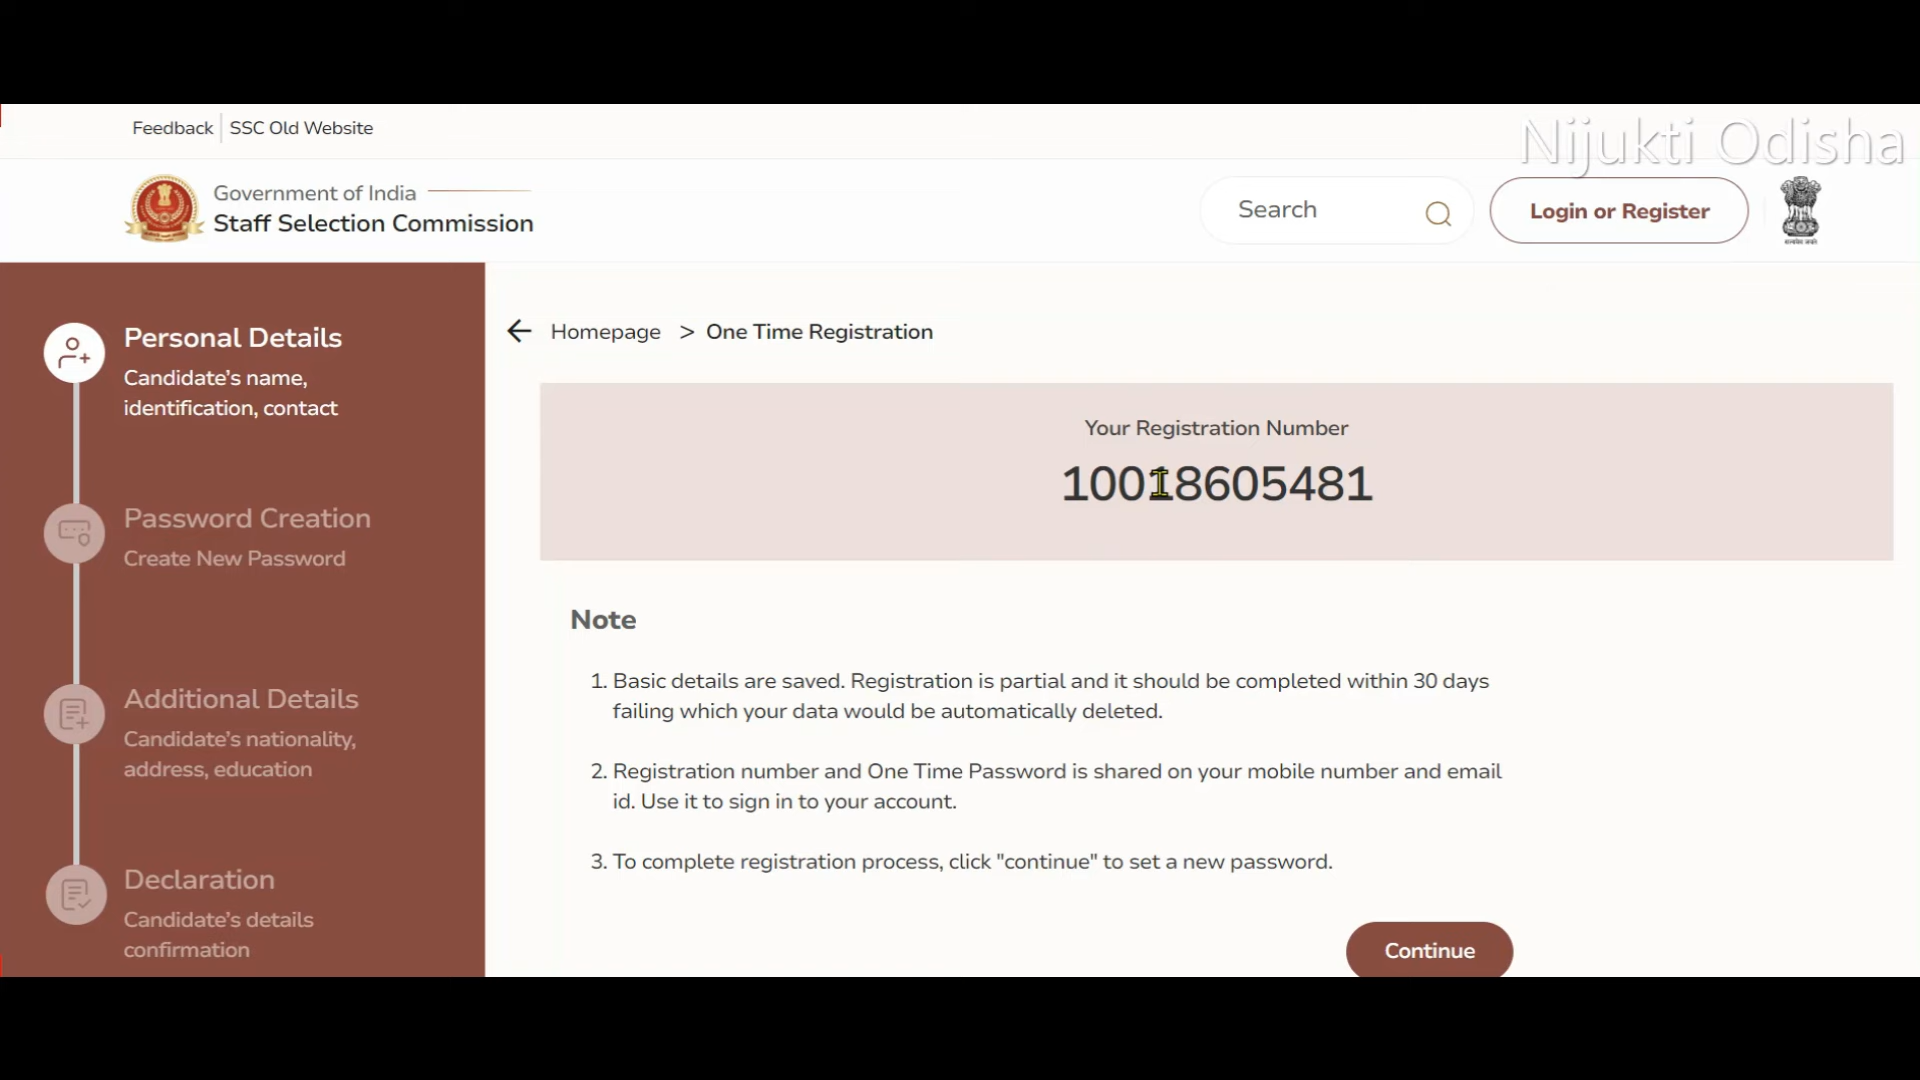 Feedback | SSC Old Website
Nijukti Odisha
Government of India
Staff Selection Commission
Search
Login or Register
सत्यमेव जयते
Personal Details
Candidate's name,
identification, contact
Password Creation
Create New Password
Additional Details
Candidate's nationality,
address, education
Declaration
Candidate's details
confirmation
Homepage > One Time Registration
Your Registration Number
10018605481
Note
1. Basic details are saved. Registration is partial and it should be completed within 30 days
failing which your data would be automatically deleted.
2. Registration number and One Time Password is shared on your mobile number and email
id. Use it to sign in to your account.
3. To complete registration process, click "continue" to set a new password.
Continue